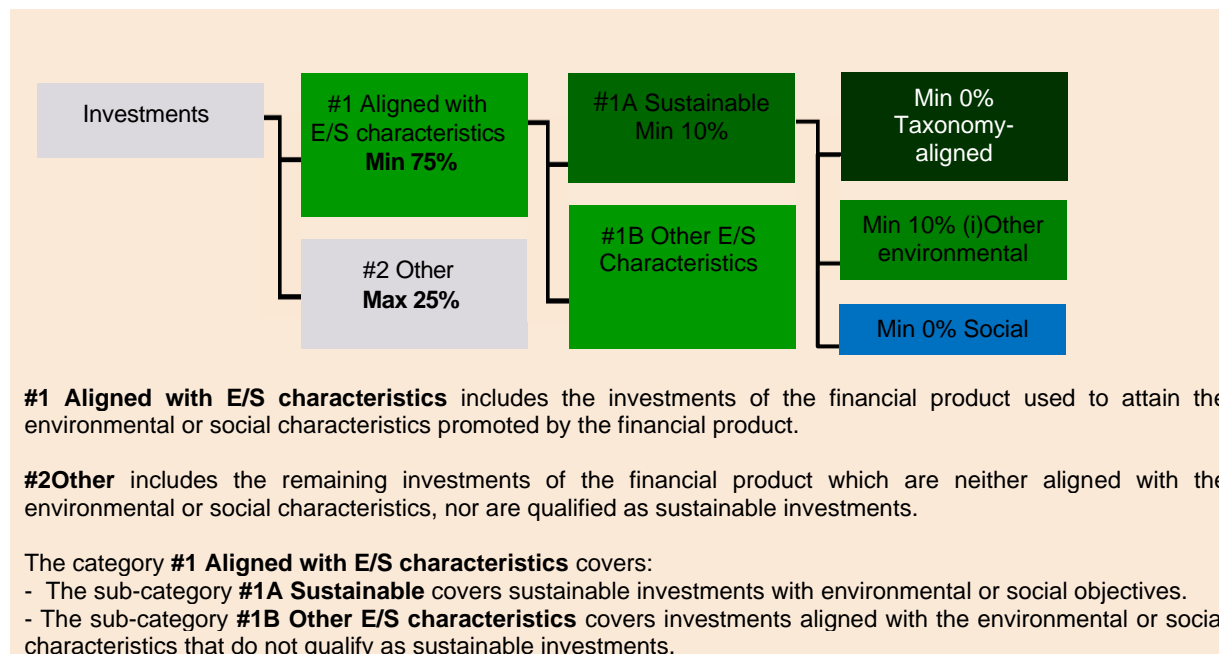 Investments
#1 Aligned with
E/S characteristics
Min 75%
#2 Other
Max 25%
#1A Sustainable
Min 10%
#1B Other E/S
Characteristics
Min 0%
Taxonomy-
aligned
Min 10% (i)Other
environmental
Min 0% Social
#1 Aligned with E/S characteristics includes the investments of the financial product used to attain the
environmental or social characteristics promoted by the financial product.
#2Other includes the remaining investments of the financial product which are neither aligned with the
environmental or social characteristics, nor are qualified as sustainable investments.
The category #1 Aligned with E/S characteristics covers:
- The sub-category #1A Sustainable covers sustainable investments with environmental or social objectives.
- The sub-category #1B Other E/S characteristics covers investments aligned with the environmental or social
characteristics that do not qualify as sustainable investments.